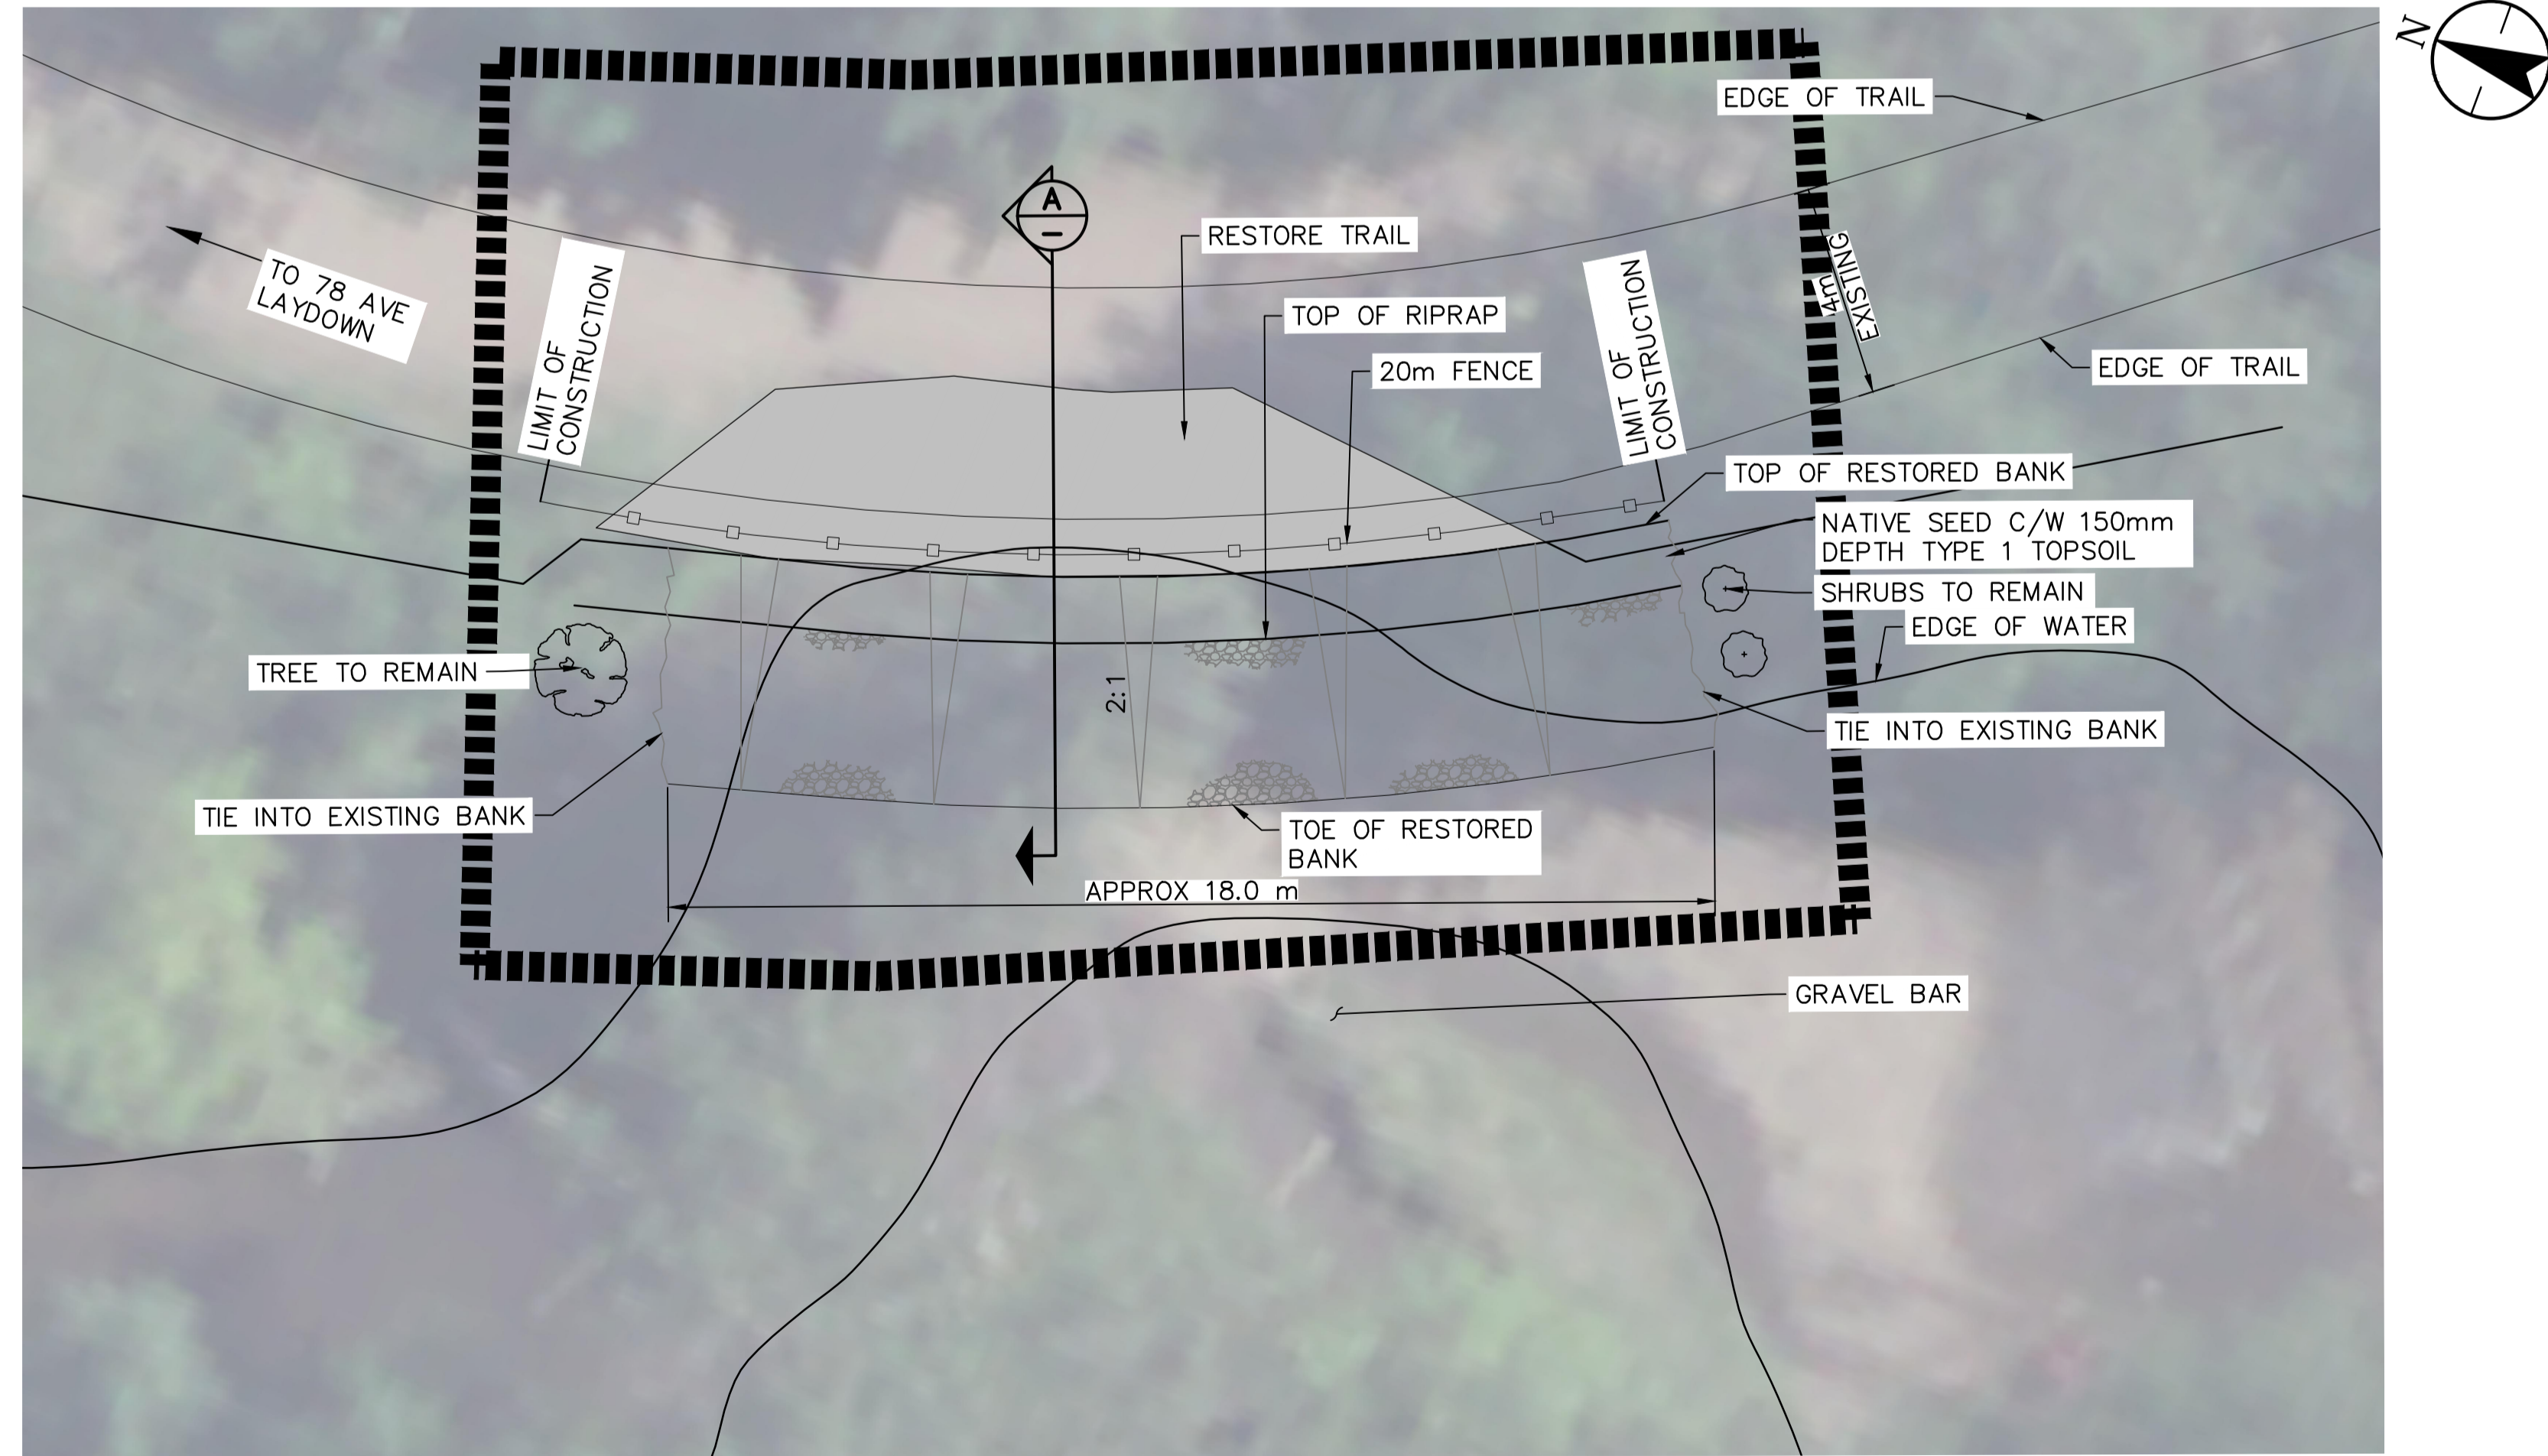 N
EDGE OF TRAIL
A
–
RESTORE TRAIL
TO 78 AVE
LAYDOWN
LIMIT OF
CONSTRUCTION
TOP OF RIPRAP
20m FENCE
LIMIT OF
CONSTRUCTION
4m
EXISTING
EDGE OF TRAIL
TOP OF RESTORED BANK
NATIVE SEED C/W 150mm
DEPTH TYPE 1 TOPSOIL
SHRUBS TO REMAIN
EDGE OF WATER
TREE TO REMAIN
2:1
TIE INTO EXISTING BANK
TIE INTO EXISTING BANK
TOE OF RESTORED
BANK
APPROX 18.0 m
GRAVEL BAR